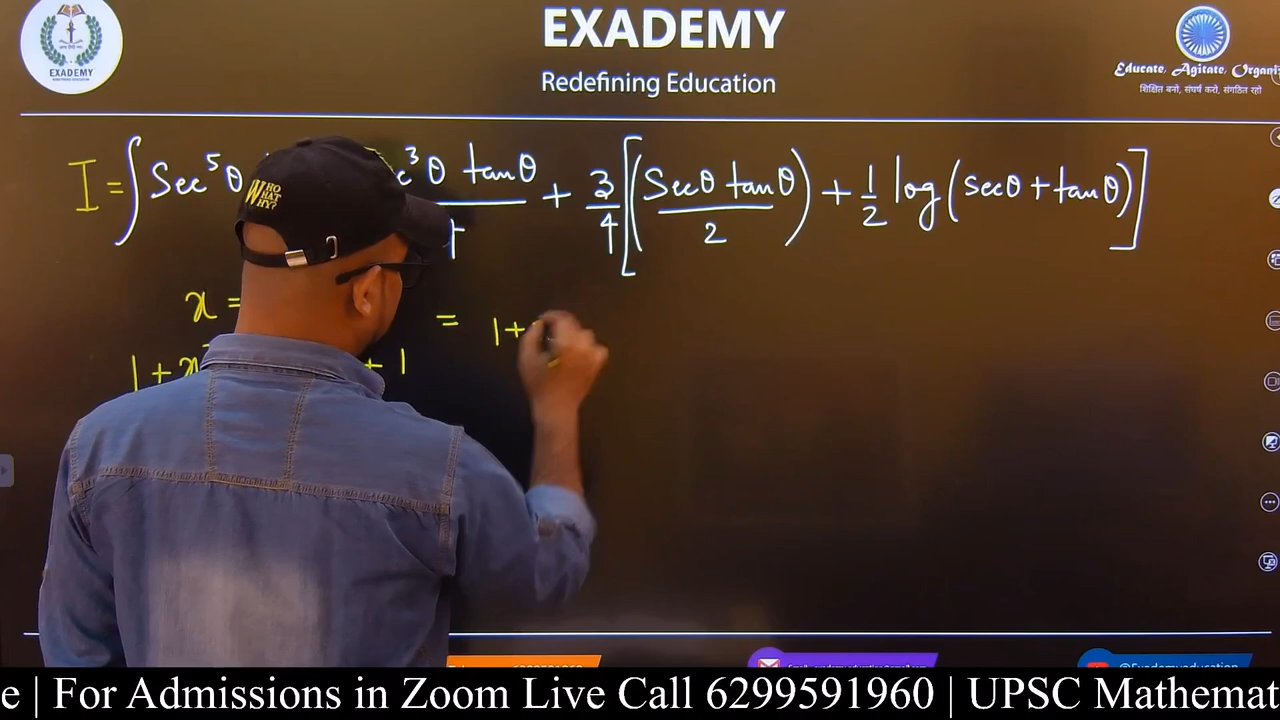 EXADEMY
Redefining Education
EXADEMY
Educate, Agitate, Organi
शिक्षित बनो, संघर्ष करो, संगठित रहो
I = ∫ Sec⁵θ c³θ tanθ + 3/4 [(Secθ tanθ / 2) + 1/2 log (secθ + tanθ)]
WHO WHAT WHY?
x = = 1+
1 + x + 1
@Exademyeducation
e | For Admissions in Zoom Live Call 6299591960 | UPSC Mathemat